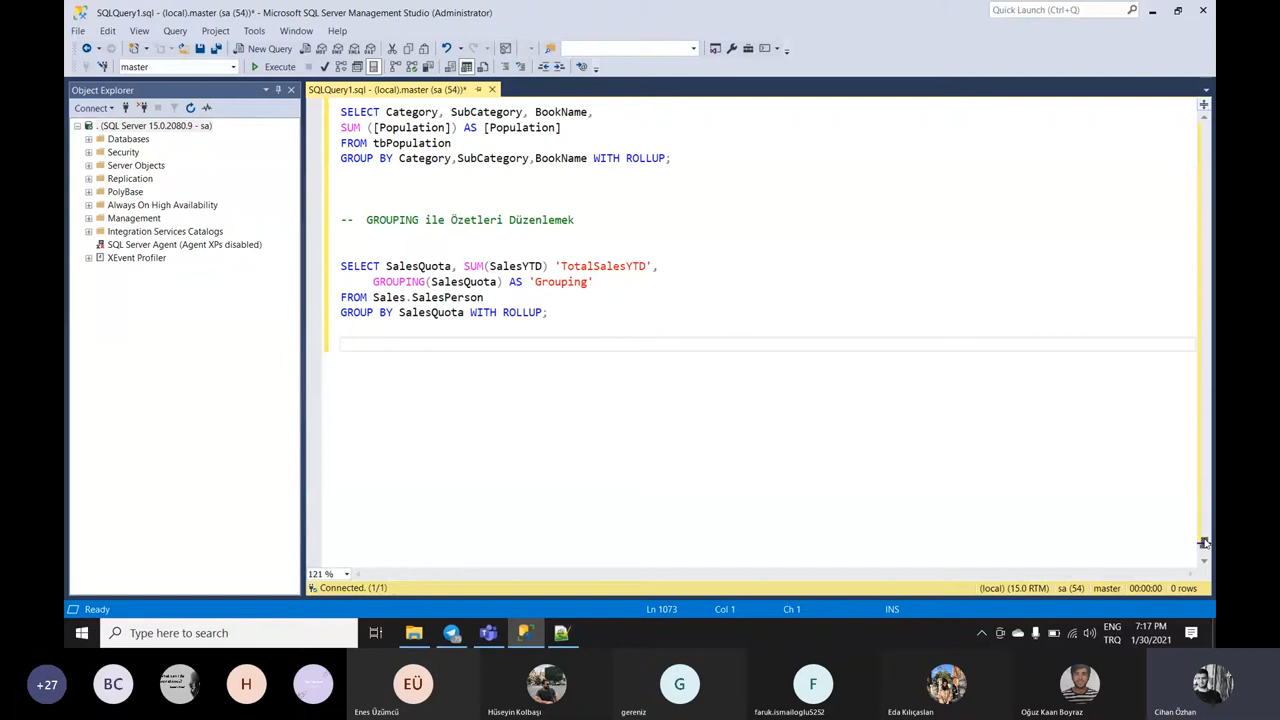 SQLQuery1.sql - (local).master (sa (54))* - Microsoft SQL Server Management Studio (Administrator)
Quick Launch (Ctrl+Q)
File Edit View Query Project Tools Window Help
New Query
master
Execute
Object Explorer
SQLQuery1.sql - (local).master (sa (54))*
Connect
. (SQL Server 15.0.2080.9 - sa)
Databases
Security
Server Objects
Replication
PolyBase
Always On High Availability
Management
Integration Services Catalogs
SQL Server Agent (Agent XPs disabled)
XEvent Profiler
SELECT Category, SubCategory, BookName,
SUM ([Population]) AS [Population]
FROM tbPopulation
GROUP BY Category,SubCategory,BookName WITH ROLLUP;
-- GROUPING ile Özetleri Düzenlemek
SELECT SalesQuota, SUM(SalesYTD) 'TotalSalesYTD',
GROUPING(SalesQuota) AS 'Grouping'
FROM Sales.SalesPerson
GROUP BY SalesQuota WITH ROLLUP;
121 %
Connected. (1/1)
(local) (15.0 RTM) sa (54) master 00:00:00 0 rows
Ready
Ln 1073 Col 1 Ch 1 INS
Type here to search
ENG
TRQ
7:17 PM
1/30/2021
+27
BC
H
EÜ
G
F
Enes Üzümcü
Hüseyin Kolbaşı
gereniz
faruk.ismailoglu5252
Eda Kılıçaslan
Oğuz Kaan Boyraz
Cihan Özhan